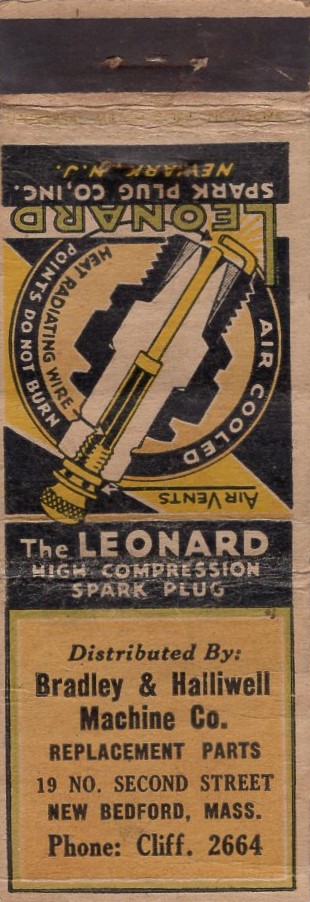 LEONARD
SPARK PLUG CO, INC.
NEWARK, N.J.
AIR COOLED
HEAT RADIATING WIRE
POINTS DO NOT BURN
AIR VENTS
The LEONARD
HIGH COMPRESSION
SPARK PLUG
Distributed By:
Bradley & Halliwell
Machine Co.
REPLACEMENT PARTS
19 NO. SECOND STREET
NEW BEDFORD, MASS.
Phone: Cliff. 2664